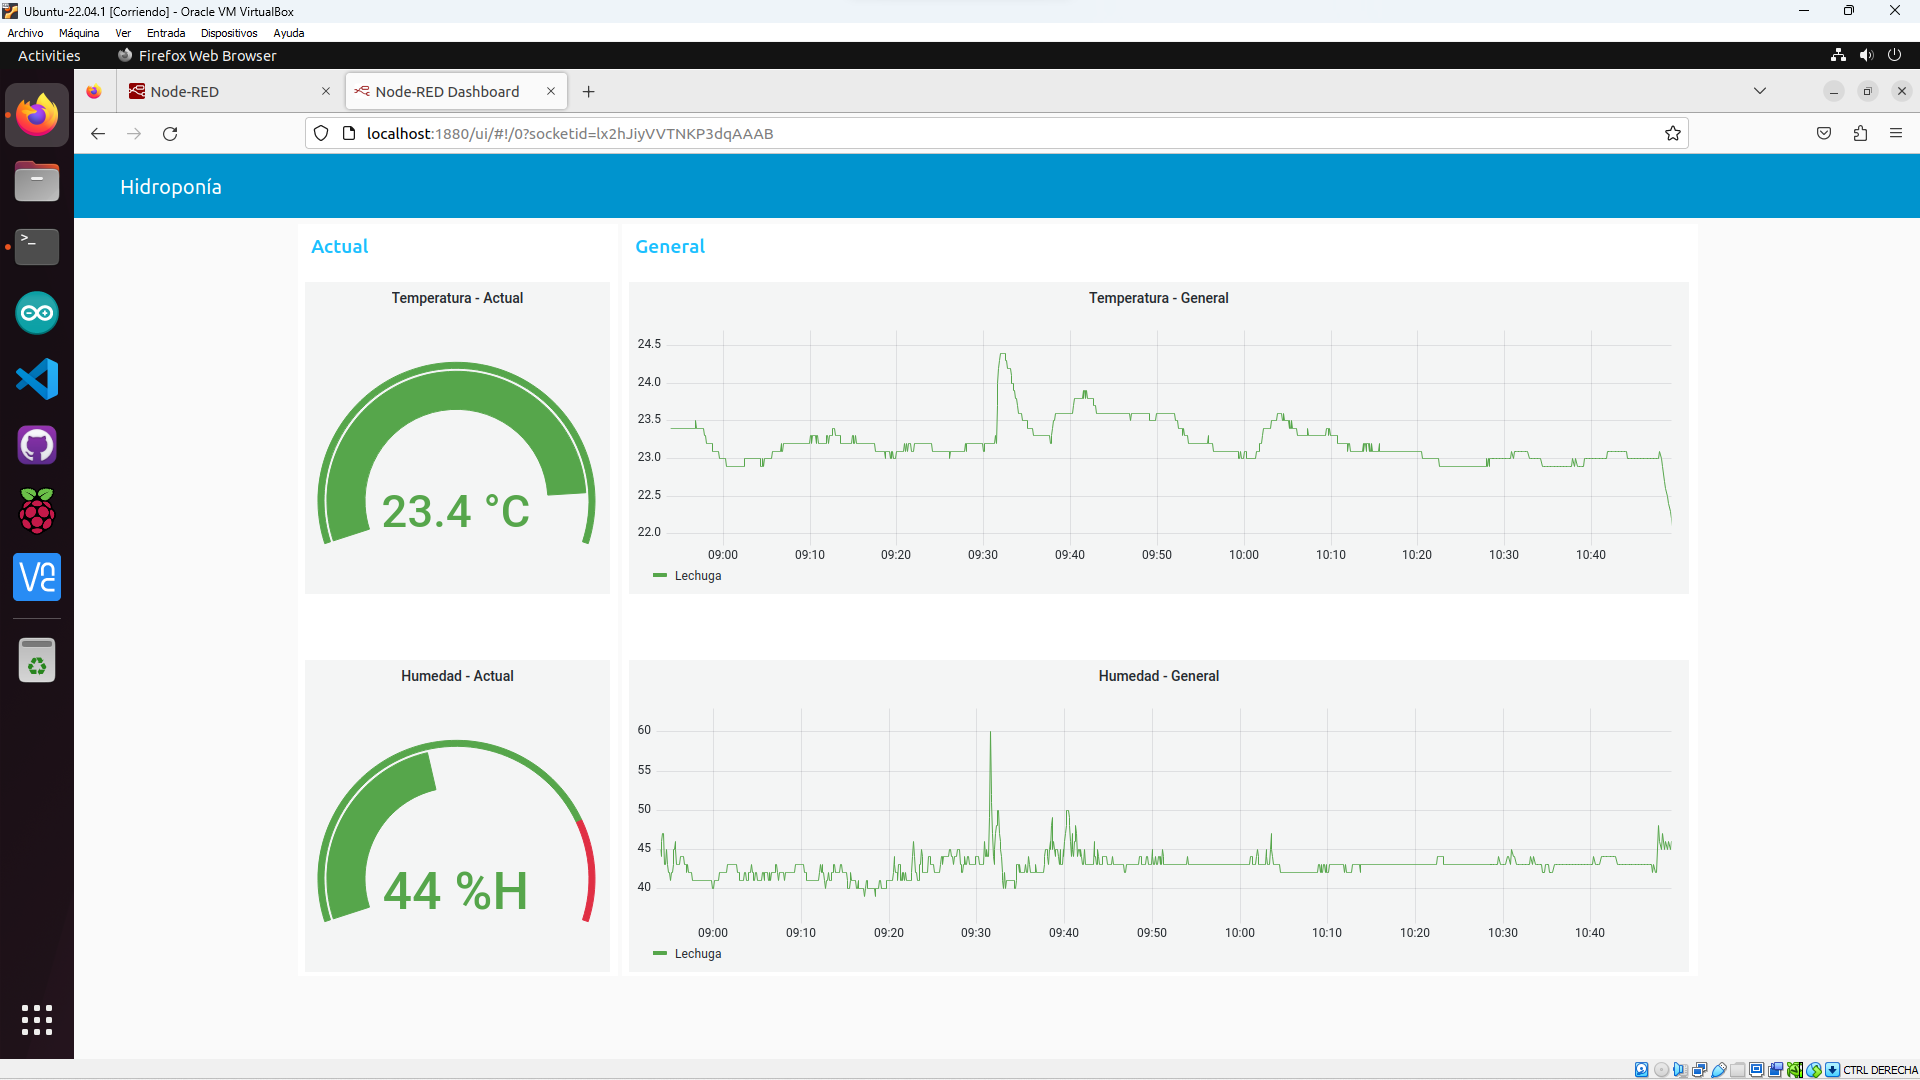 Ubuntu-22.04.1 [Corriendo] - Oracle VM VirtualBox
Archivo Máquina Ver Entrada Dispositivos Ayuda
Activities Firefox Web Browser
Node-RED
Node-RED Dashboard
localhost:1880/ui/#!/0?socketid=lx2hJiyVVTNKP3dqAAAB
Hidroponía
Actual
General
Temperatura - Actual
23.4 °C
Temperatura - General
24.5
24.0
23.5
23.0
22.5
22.0
09:00 09:10 09:20 09:30 09:40 09:50 10:00 10:10 10:20 10:30 10:40
Lechuga
Humedad - Actual
44 %H
Humedad - General
60
55
50
45
40
09:00 09:10 09:20 09:30 09:40 09:50 10:00 10:10 10:20 10:30 10:40
Lechuga
CTRL DERECHA